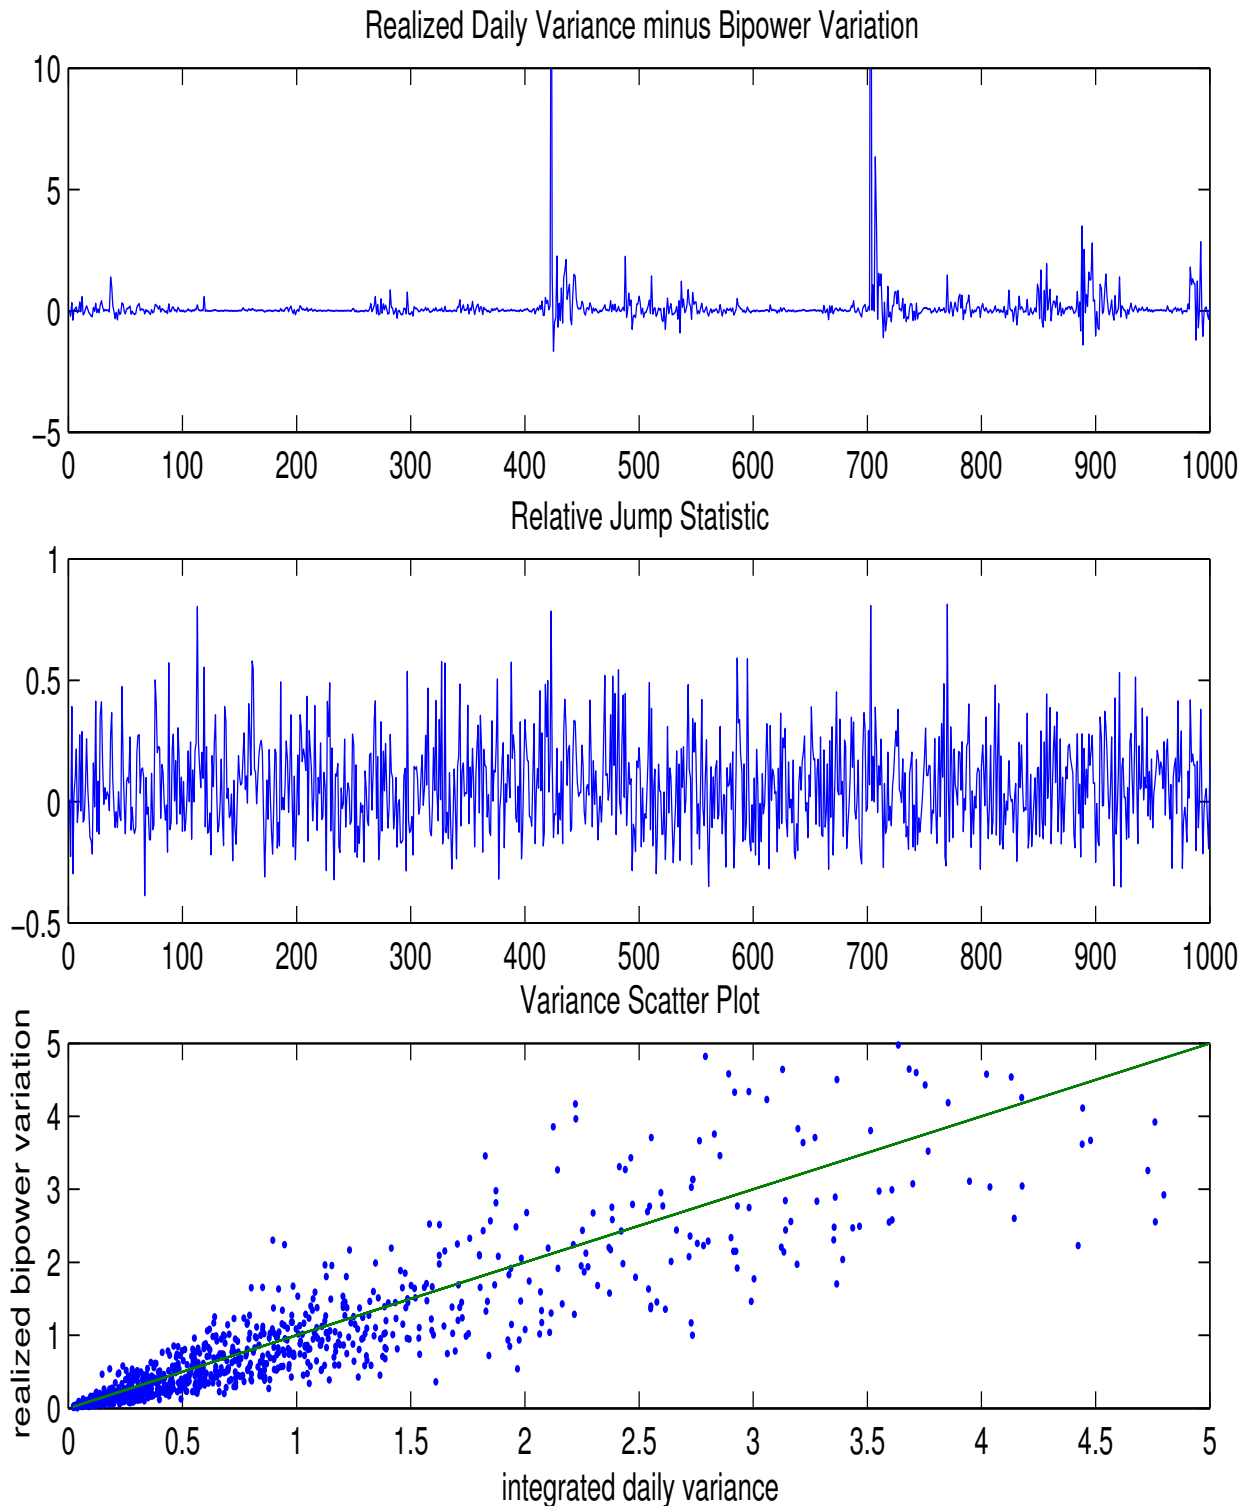 Realized Daily Variance minus Bipower Variation
10
5
0
−5
0 100 200 300 400 500 600 700 800 900 1000
Relative Jump Statistic
1
0.5
0
−0.5
0 100 200 300 400 500 600 700 800 900 1000
Variance Scatter Plot
realized bipower variation
5
4
3
2
1
0
0 0.5 1 1.5 2 2.5 3 3.5 4 4.5 5
integrated daily variance